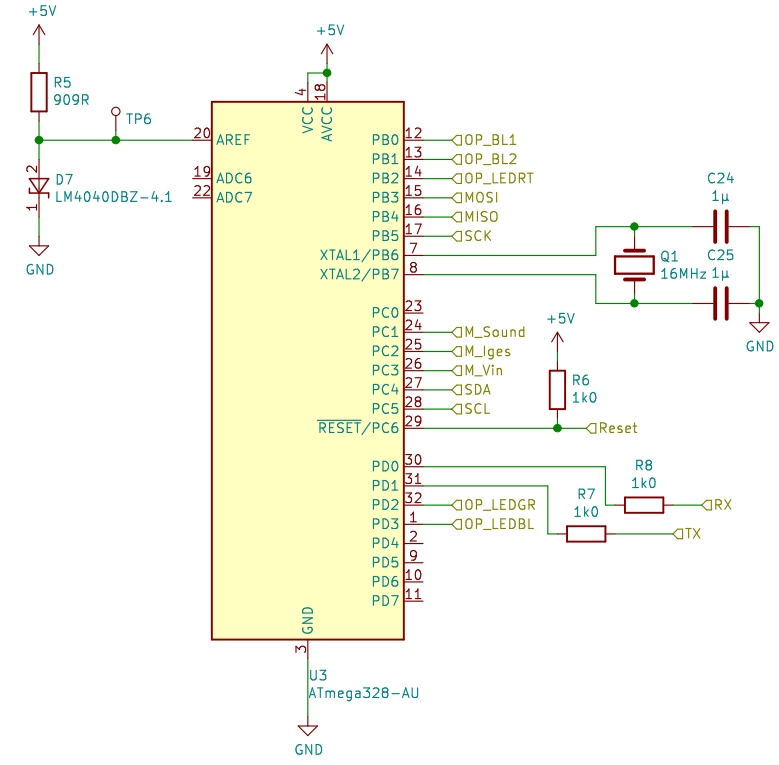 +5V
R5
909R
TP6
2
D7
LM4040DBZ-4.1
1
GND
+5V
4
18
VCC
AVCC
20
AREF
19
ADC6
22
ADC7
PB0
12
OP_BL1
PB1
13
OP_BL2
PB2
14
OP_LEDRT
PB3
15
MOSI
PB4
16
MISO
PB5
17
SCK
XTAL1/PB6
7
XTAL2/PB7
8
PC0
23
PC1
24
M_Sound
PC2
25
M_Iges
PC3
26
M_Vin
PC4
27
SDA
PC5
28
SCL
RESET/PC6
29
Reset
PD0
30
PD1
31
PD2
32
OP_LEDGR
PD3
1
OP_LEDBL
PD4
2
PD5
9
PD6
10
PD7
11
GND
3
U3
ATmega328-AU
GND
C24
1µ
Q1
16MHz
C25
1µ
GND
+5V
R6
1k0
R8
1k0
RX
R7
1k0
TX